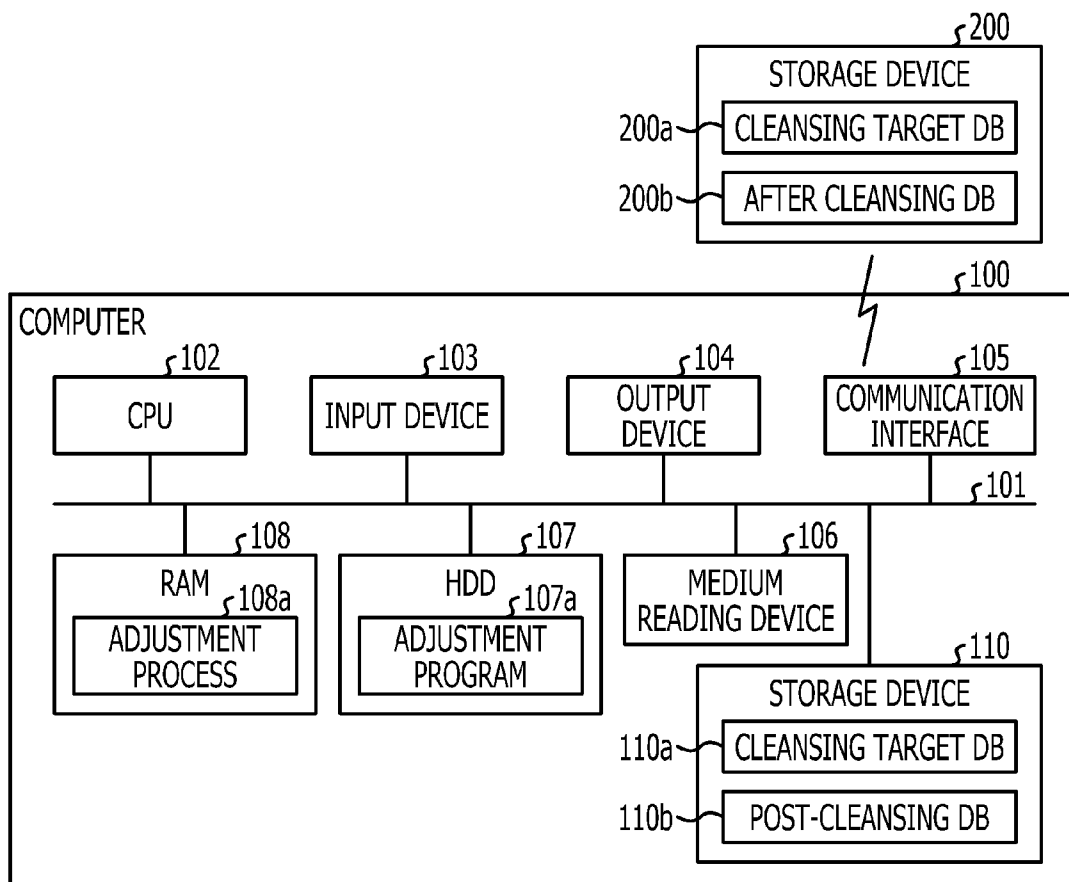 200
STORAGE DEVICE
200a
CLEANSING TARGET DB
200b
AFTER CLEANSING DB
100
COMPUTER
102
CPU
103
INPUT DEVICE
104
OUTPUT
DEVICE
105
COMMUNICATION
INTERFACE
101
108
RAM
108a
ADJUSTMENT
PROCESS
107
HDD
107a
ADJUSTMENT
PROGRAM
106
MEDIUM
READING DEVICE
110
STORAGE DEVICE
110a
CLEANSING TARGET DB
110b
POST-CLEANSING DB